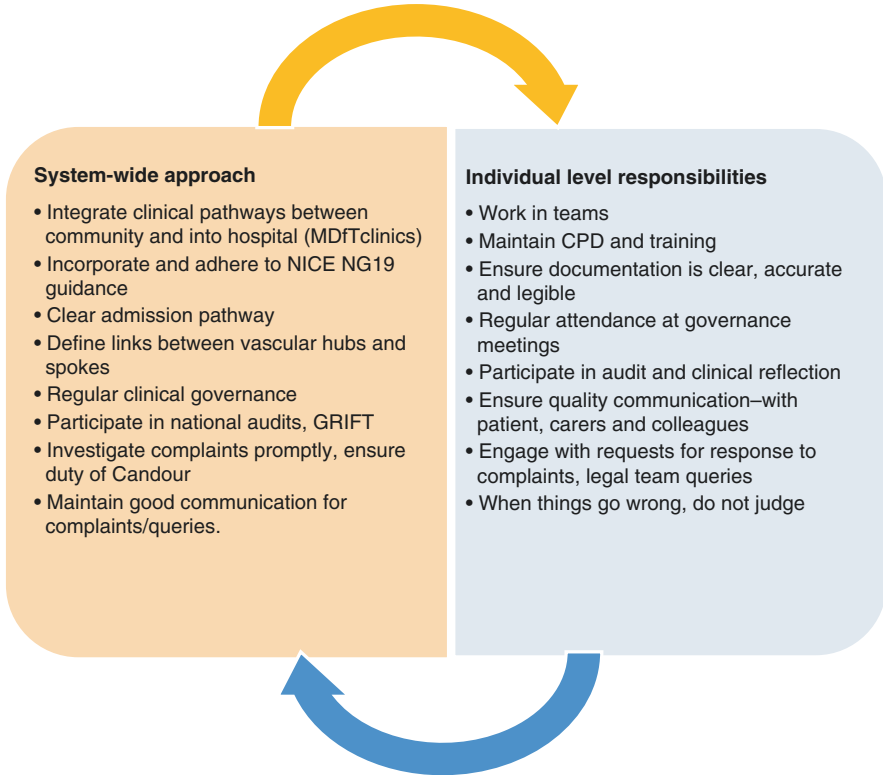 System-wide approach
• Integrate clinical pathways between
community and into hospital (MDfTclinics)
• Incorporate and adhere to NICE NG19
guidance
• Clear admission pathway
• Define links between vascular hubs and
spokes
• Regular clinical governance
• Participate in national audits, GRIFT
• Investigate complaints promptly, ensure
duty of Candour
• Maintain good communication for
complaints/queries.
Individual level responsibilities
• Work in teams
• Maintain CPD and training
• Ensure documentation is clear, accurate
and legible
• Regular attendance at governance
meetings
• Participate in audit and clinical reflection
• Ensure quality communication–with
patient, carers and colleagues
• Engage with requests for response to
complaints, legal team queries
• When things go wrong, do not judge